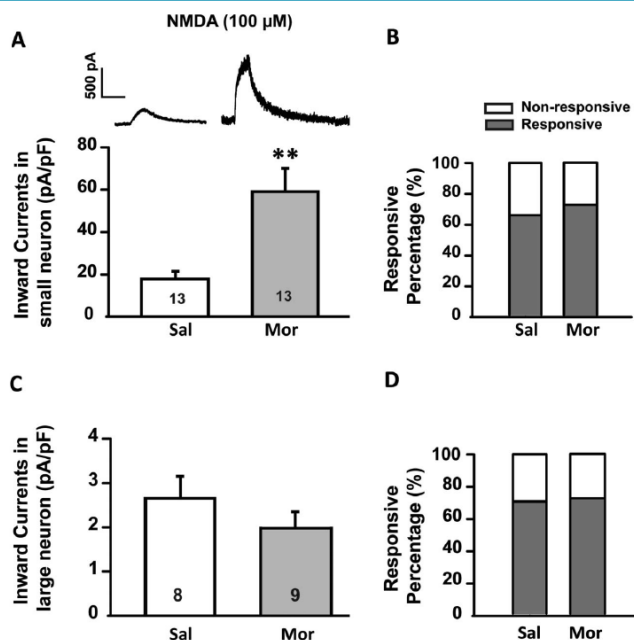 NMDA (100 µM)
A
B
500 pA
Non-responsive
Responsive
Inward Currents in
small neuron (pA/pF)
80
60
40
20
0
**
13
13
Sal
Mor
Responsive
Percentage (%)
100
80
60
40
20
0
Sal
Mor
C
D
Inward Currents in
large neuron (pA/pF)
4
3
2
1
0
8
9
Sal
Mor
Responsive
Percentage (%)
100
80
60
40
20
0
Sal
Mor